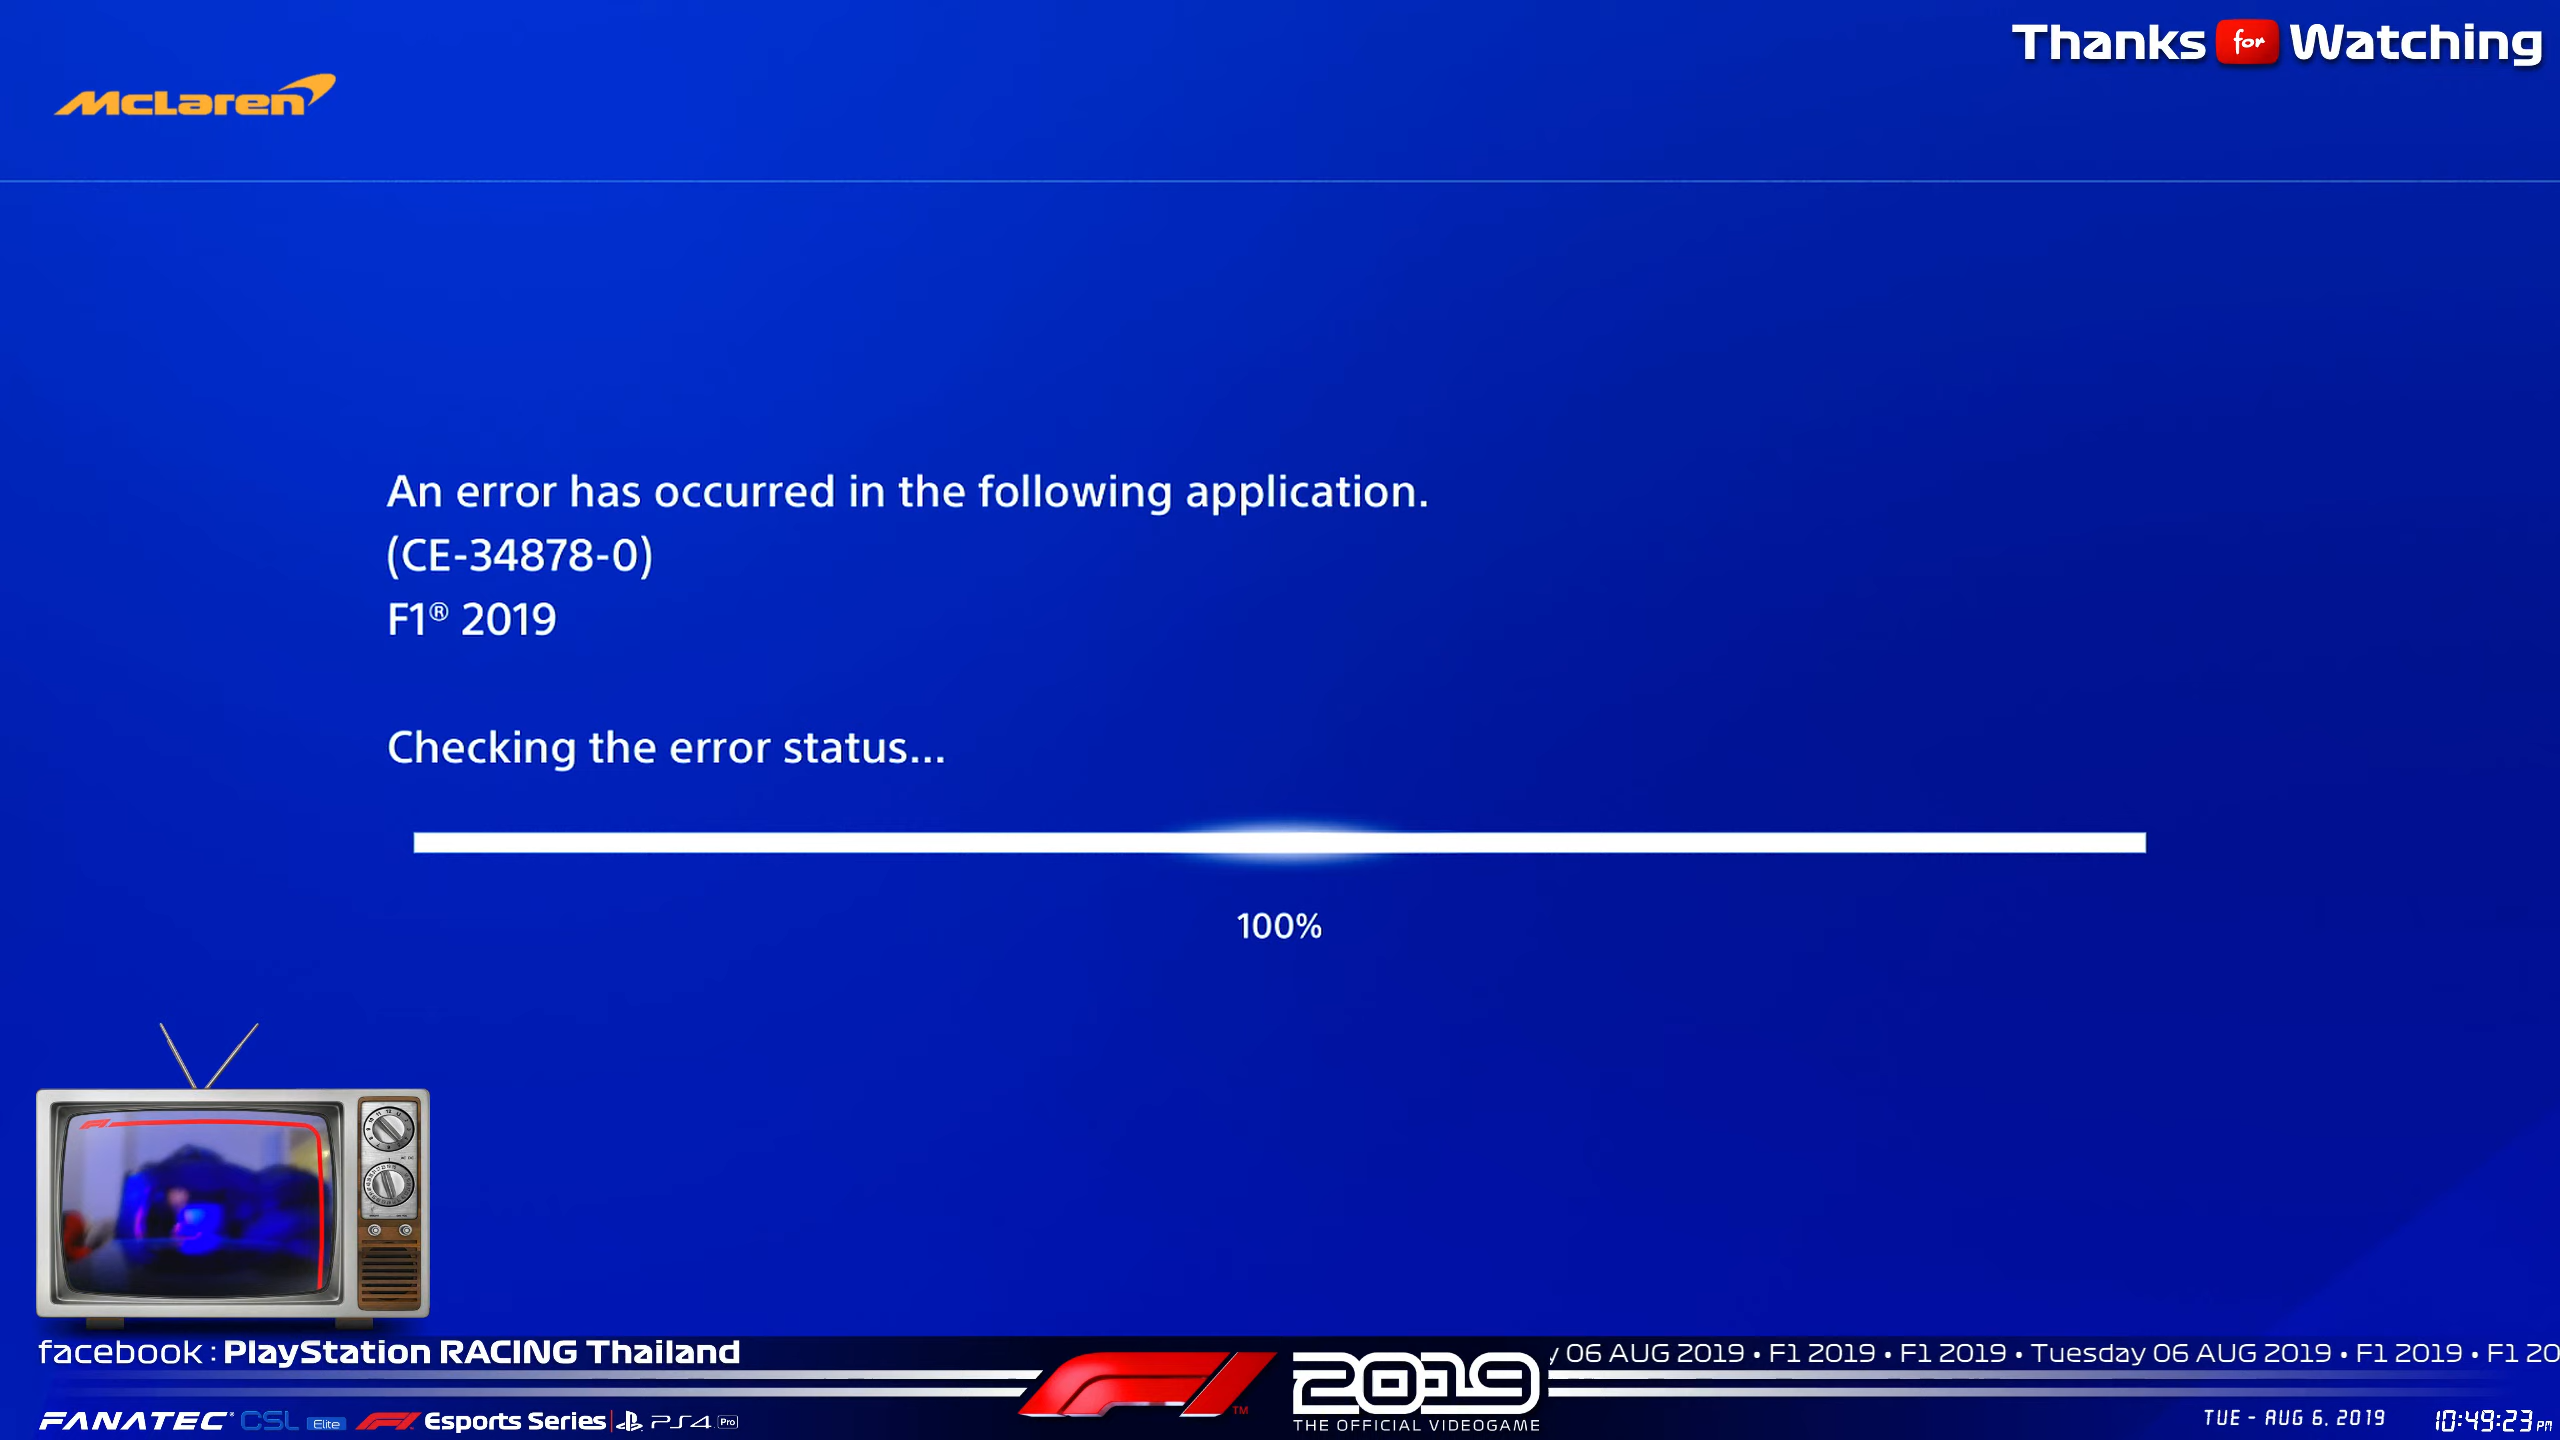 Thanks for Watching
McLaren
An error has occurred in the following application.
(CE-34878-0)
F1® 2019
Checking the error status...
100%
facebook : PlayStation RACING Thailand
06 AUG 2019 • F1 2019 • F1 2019 • Tuesday 06 AUG 2019 • F1 2019 • F1 20
F1™ 2019
THE OFFICIAL VIDEOGAME
FANATEC® CSL Elite F1 Esports Series PS4 Pro
TUE - AUG 6, 2019 10:49:23 PM